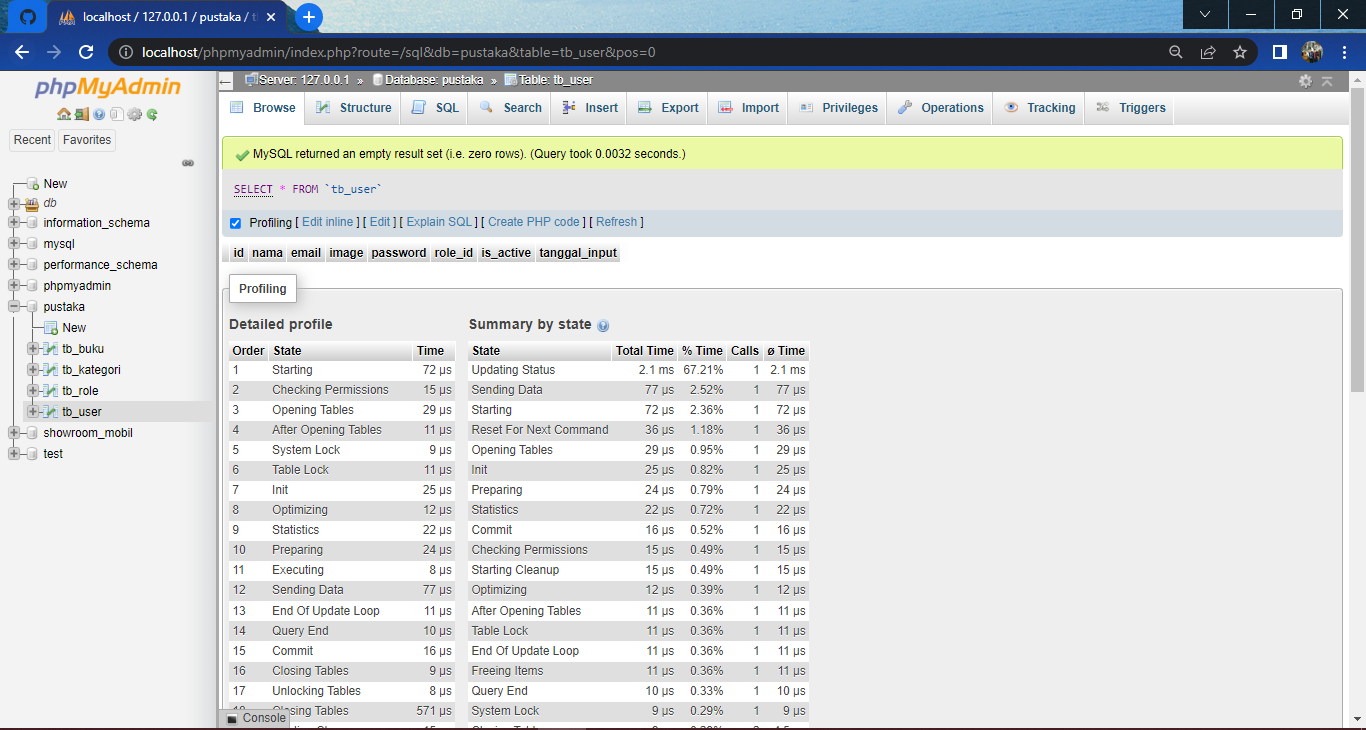 localhost / 127.0.0.1 / pustaka / t
localhost/phpmyadmin/index.php?route=/sql&db=pustaka&table=tb_user&pos=0
phpMyAdmin
Recent Favorites
New
db
information_schema
mysql
performance_schema
phpmyadmin
pustaka
New
tb_buku
tb_kategori
tb_role
tb_user
showroom_mobil
test
Server: 127.0.0.1 » Database: pustaka » Table: tb_user
Browse Structure SQL Search Insert Export Import Privileges Operations Tracking Triggers
MySQL returned an empty result set (i.e. zero rows). (Query took 0.0032 seconds.)
SELECT * FROM `tb_user`
Profiling [ Edit inline ] [ Edit ] [ Explain SQL ] [ Create PHP code ] [ Refresh ]
id nama email image password role_id is_active tanggal_input
Profiling
Detailed profile
Order State Time
1 Starting 72 µs
2 Checking Permissions 15 µs
3 Opening Tables 29 µs
4 After Opening Tables 11 µs
5 System Lock 9 µs
6 Table Lock 11 µs
7 Init 25 µs
8 Optimizing 12 µs
9 Statistics 22 µs
10 Preparing 24 µs
11 Executing 8 µs
12 Sending Data 77 µs
13 End Of Update Loop 11 µs
14 Query End 10 µs
15 Commit 16 µs
16 Closing Tables 9 µs
17 Unlocking Tables 8 µs
Closing Tables 571 µs
Summary by state
State Total Time % Time Calls ø Time
Updating Status 2.1 ms 67.21% 1 2.1 ms
Sending Data 77 µs 2.52% 1 77 µs
Starting 72 µs 2.36% 1 72 µs
Reset For Next Command 36 µs 1.18% 1 36 µs
Opening Tables 29 µs 0.95% 1 29 µs
Init 25 µs 0.82% 1 25 µs
Preparing 24 µs 0.79% 1 24 µs
Statistics 22 µs 0.72% 1 22 µs
Commit 16 µs 0.52% 1 16 µs
Checking Permissions 15 µs 0.49% 1 15 µs
Starting Cleanup 15 µs 0.49% 1 15 µs
Optimizing 12 µs 0.39% 1 12 µs
After Opening Tables 11 µs 0.36% 1 11 µs
Table Lock 11 µs 0.36% 1 11 µs
End Of Update Loop 11 µs 0.36% 1 11 µs
Freeing Items 11 µs 0.36% 1 11 µs
Query End 10 µs 0.33% 1 10 µs
System Lock 9 µs 0.29% 1 9 µs
Console